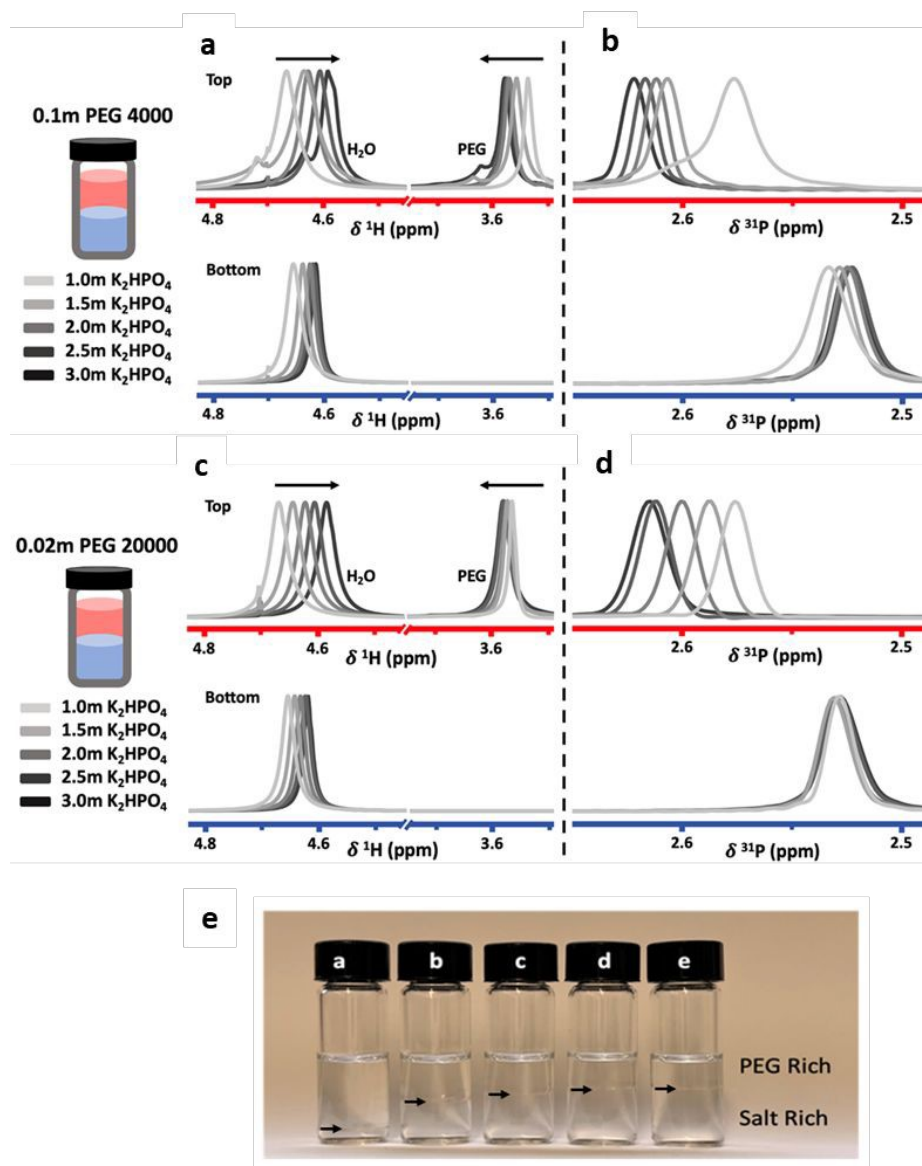 a
b
Top
0.1m PEG 4000
H₂O
PEG
4.8
4.6
3.6
2.6
2.5
δ ¹H (ppm)
δ ³¹P (ppm)
Bottom
1.0m K₂HPO₄
1.5m K₂HPO₄
2.0m K₂HPO₄
2.5m K₂HPO₄
3.0m K₂HPO₄
4.8
4.6
3.6
2.6
2.5
δ ¹H (ppm)
δ ³¹P (ppm)
c
d
Top
0.02m PEG 20000
H₂O
PEG
4.8
4.6
3.6
2.6
2.5
δ ¹H (ppm)
δ ³¹P (ppm)
Bottom
1.0m K₂HPO₄
1.5m K₂HPO₄
2.0m K₂HPO₄
2.5m K₂HPO₄
3.0m K₂HPO₄
4.8
4.6
3.6
2.6
2.5
δ ¹H (ppm)
δ ³¹P (ppm)
e
a b c d e
PEG Rich
Salt Rich